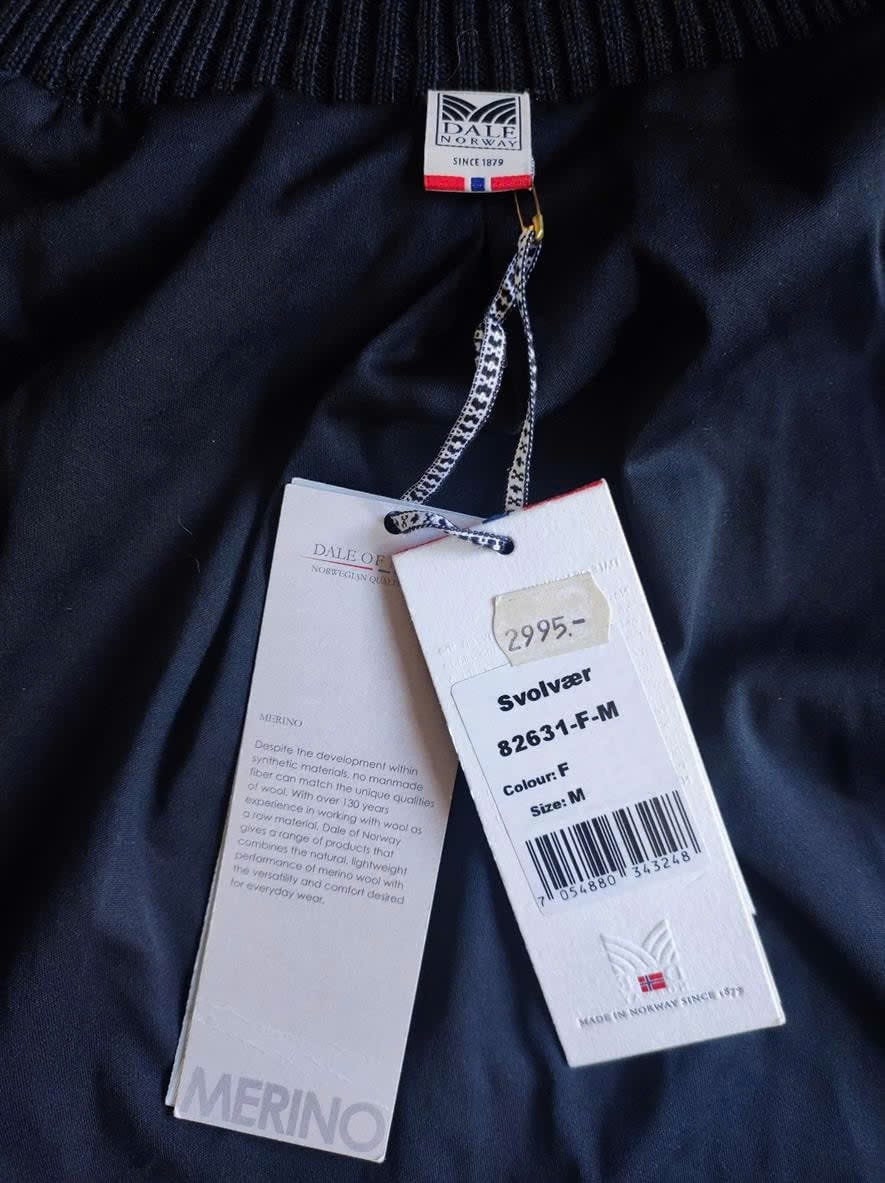 DALE
NORWAY
SINCE 1879
DALE OF
NORWEGIAN
MERINO
Despite the development within
synthetic materials, no manmade
fiber can match the unique qualities
of wool. With over 130 years
experience in working with wool as
a raw material, Dale of Norway
gives a range of products that
combines the natural, lightweight
performance of merino wool with
the versatility and comfort desired
for everyday wear.
MERINO
2995.-
Svolvær
82631-F-M
Colour: F
Size: M
7 054880 343248
MADE IN NORWAY SINCE 1879